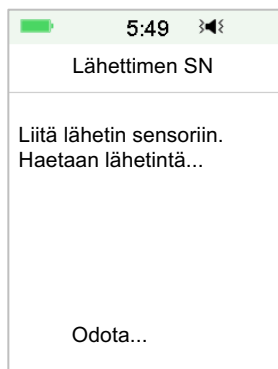 5:49
Lähettimen SN
Liitä lähetin sensoriin.
Haetaan lähetintä...
Odota...